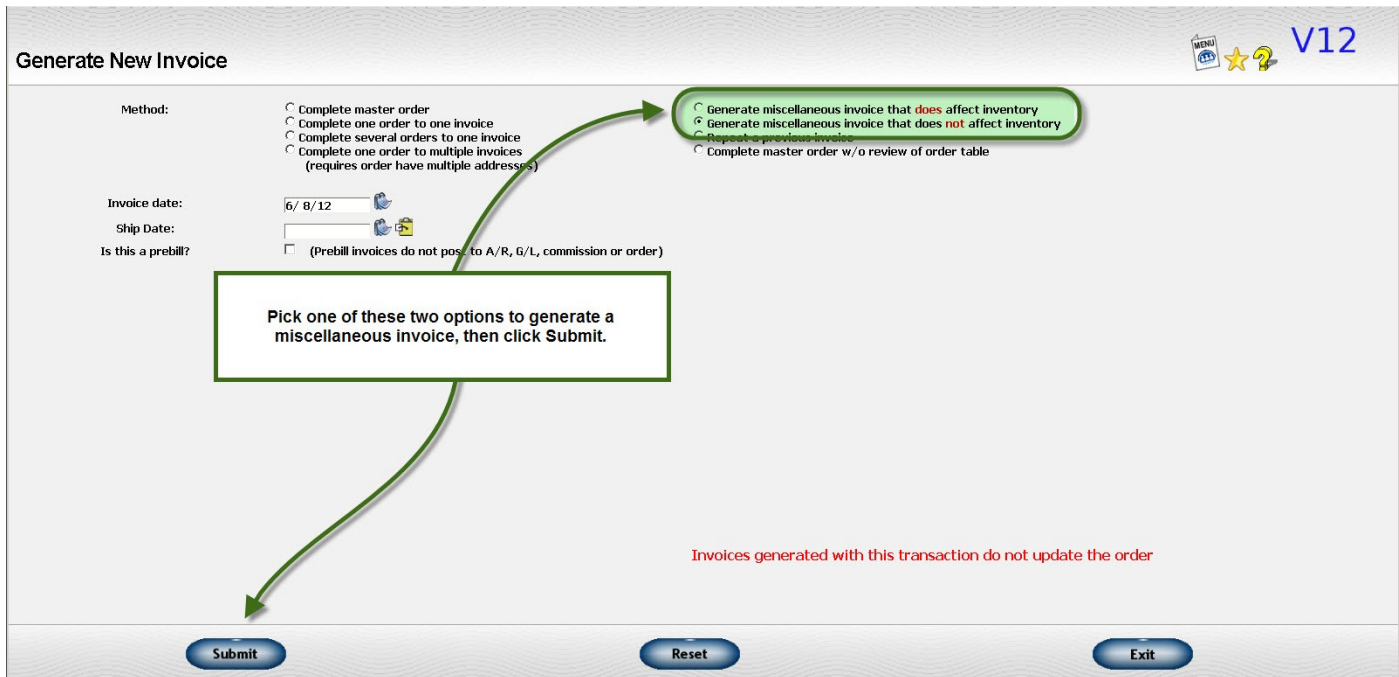 V12
MENU
Generate New Invoice
Method:
Complete master order
Complete one order to one invoice
Complete several orders to one invoice
Complete one order to multiple invoices
(requires order have multiple addresses)
Generate miscellaneous invoice that does affect inventory
Generate miscellaneous invoice that does not affect inventory
Repeat a previous invoice
Complete master order w/o review of order table
Invoice date:
6/ 8/12
Ship Date:
Is this a prebill?
(Prebill invoices do not post to A/R, G/L, commission or order)
Pick one of these two options to generate a
miscellaneous invoice, then click Submit.
Invoices generated with this transaction do not update the order
Submit
Reset
Exit